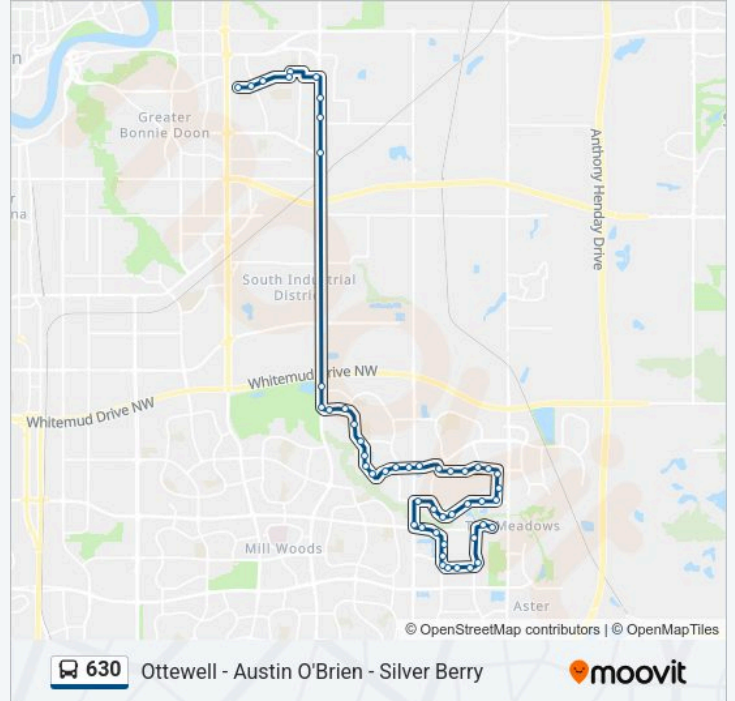 n
Greater
Bonnie Doon
Anthony Henday Drive
r
na
South Industrial
District
Whitemud Drive NW
Whitemud Drive NW
Meadows
Mill Woods
Aster
© OpenStreetMap contributors | © OpenMapTiles
630 Ottewell - Austin O'Brien - Silver Berry
moovit